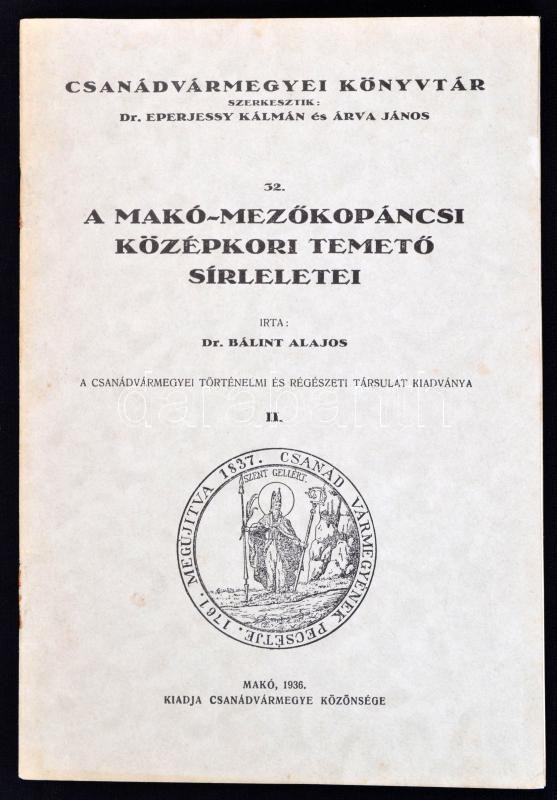 CSANÁDVÁRMEGYEI KÖNYVTÁR
SZERKESZTIK:
Dr. EPERJESSY KÁLMÁN és ÁRVA JÁNOS
32.
A MAKÓ-MEZŐKOPÁNCSI
KÖZÉPKORI TEMETŐ
SÍRLELETEI
IRTA:
Dr. BÁLINT ALAJOS
A CSANÁDVÁRMEGYEI TÖRTÉNELMI ÉS RÉGÉSZETI TÁRSULAT KIADVÁNYA
darabanth
II.
CSANÁD VÁRMEGYÉNEK PECSÉTJE. 1761. MEGÚJÍTVA 1837.
SZENT GELLÉRT.
MAKÓ, 1936.
KIADJA CSANÁDVÁRMEGYE KÖZÖNSÉGE